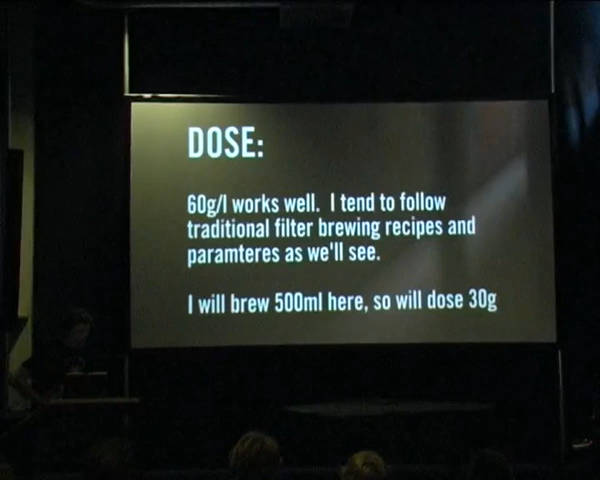 DOSE:
60g/l works well. I tend to follow
traditional filter brewing recipes and
paramteres as we'll see.
I will brew 500ml here, so will dose 30g